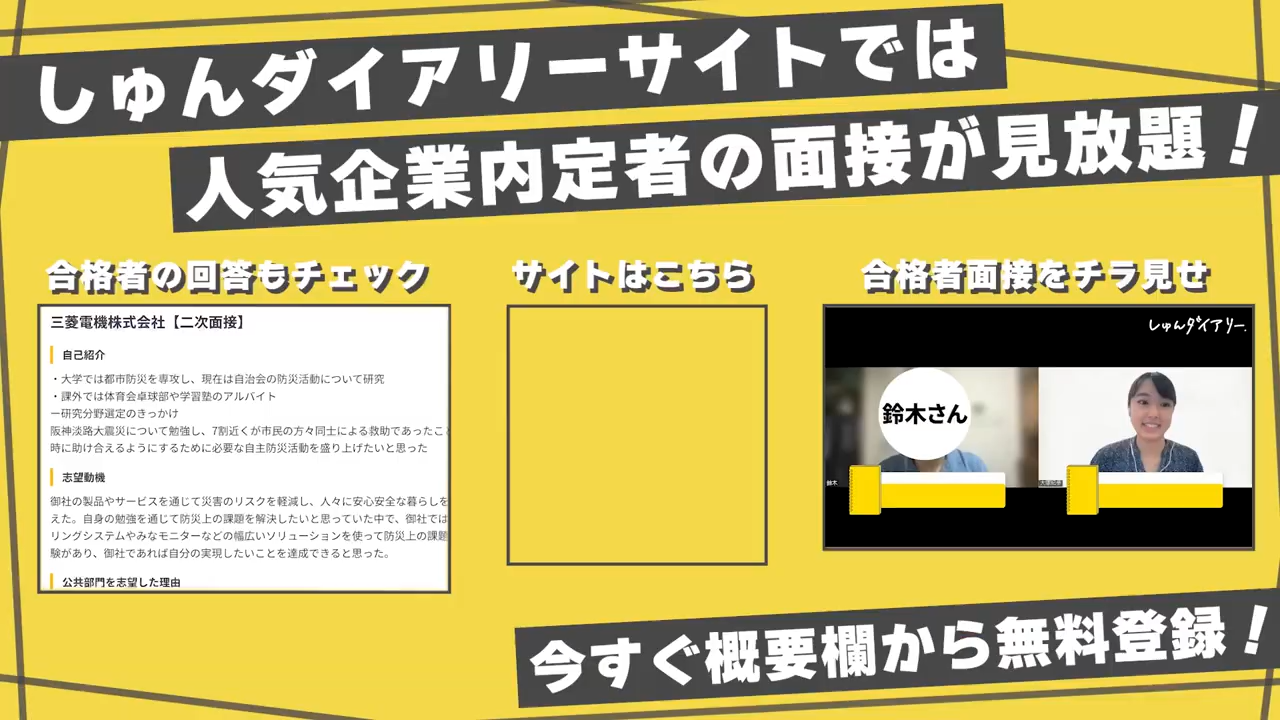 しゅんダイアリーサイトでは
人気企業内定者の面接が見放題！
合格者の回答もチェック
サイトはこちら
合格者面接をチラ見せ
三菱電機株式会社【二次面接】
自己紹介
・大学では都市防災を専攻し、現在は自治会の防災活動について研究
・課外では体育会卓球部や学習塾のアルバイト
ー研究分野選定のきっかけ
阪神淡路大震災について勉強し、7割近くが市民の方々同士による救助であったこ
時に助け合えるようにするために必要な自主防災活動を盛り上げたいと思った
志望動機
御社の製品やサービスを通じて災害のリスクを軽減し、人々に安心安全な暮らしを
えた。自身の勉強を通じて防災上の課題を解決したいと思っていた中で、御社では
リングシステムやみなモニターなどの幅広いソリューションを使って防災上の課題
験があり、御社であれば自分の実現したいことを達成できると思った。
公共部門を志望した理由
しゅんダイアリー.
鈴木さん
鈴木
今すぐ概要欄から無料登録！